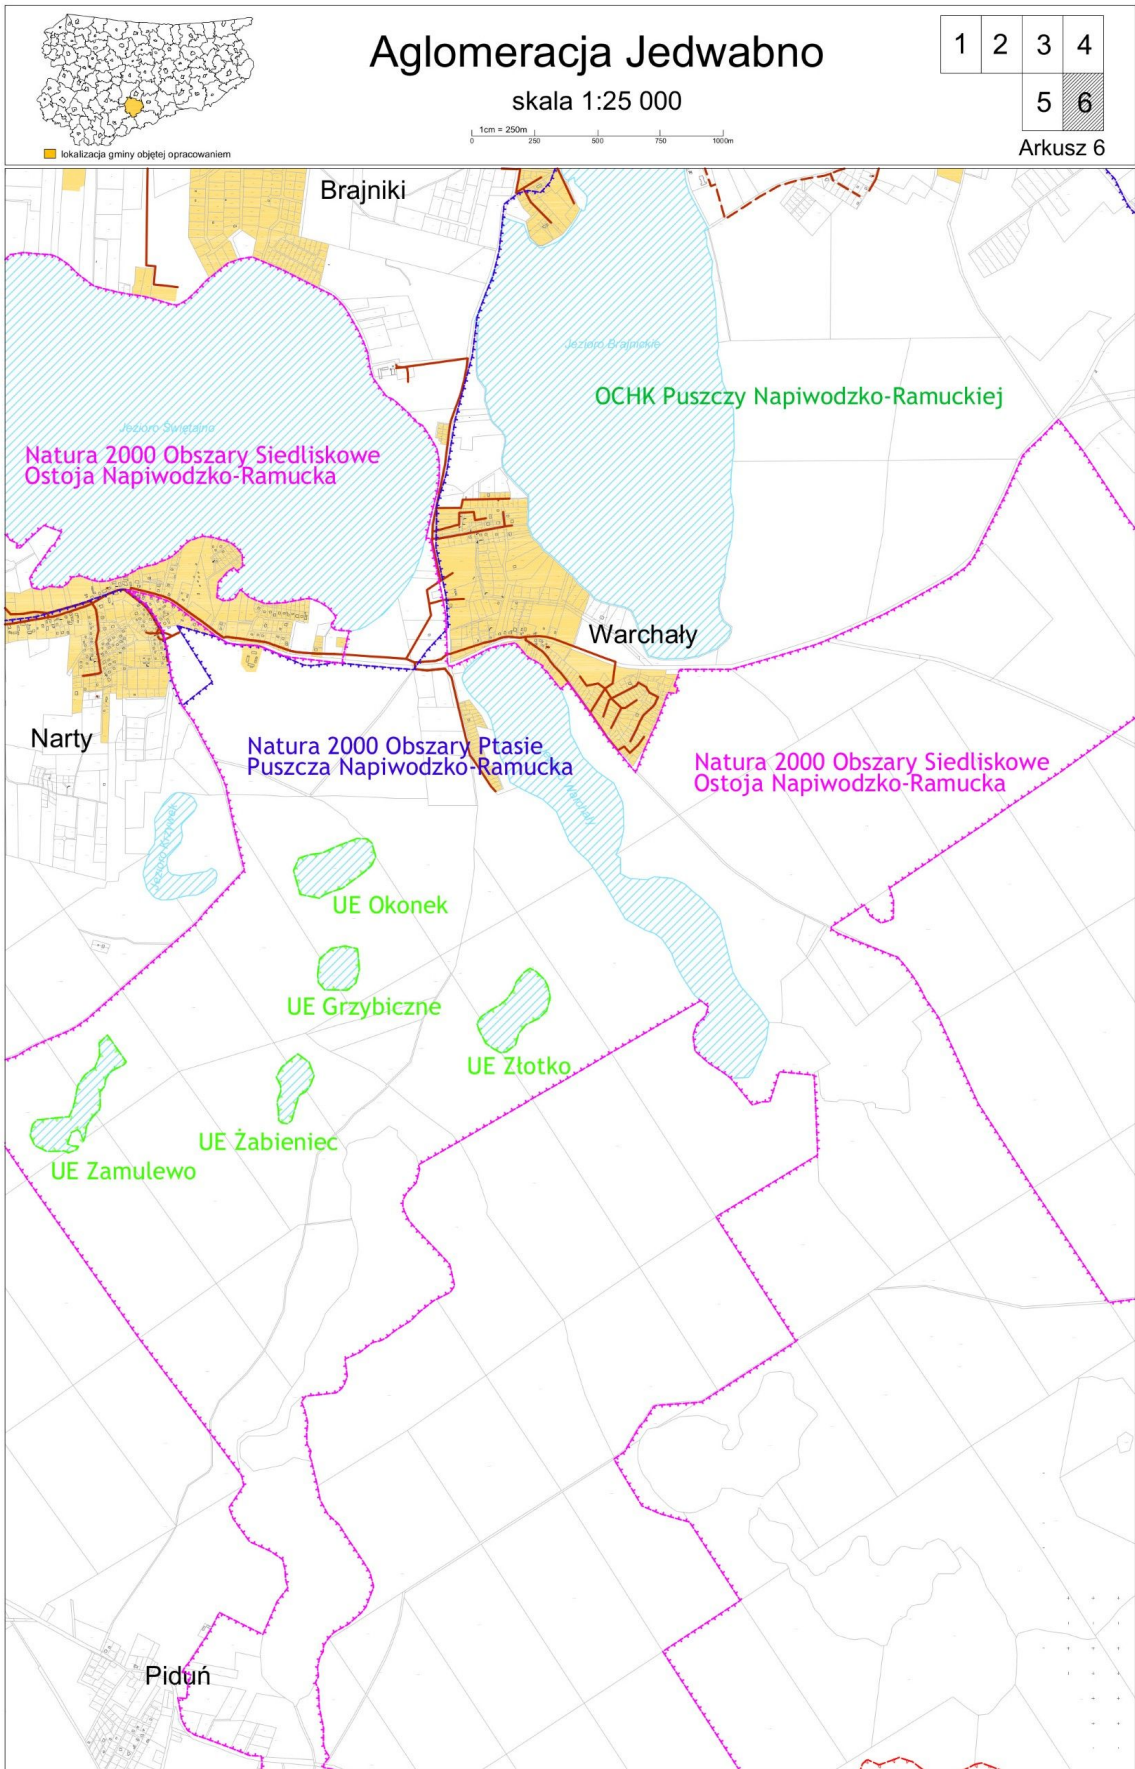 Aglomeracja Jedwabno
skala 1:25 000
1cm = 250m
0 250 500 750 1000m
lokalizacja gminy objętej opracowaniem
1 2 3 4
5 6
Arkusz 6
Brajniki
Jezioro Brajnickie
OCHK Puszczy Napiwodzko-Ramuckiej
Jezioro Świętajno
Natura 2000 Obszary Siedliskowe
Ostoja Napiwodzko-Ramucka
Warchały
Narty
Natura 2000 Obszary Ptasie
Puszcza Napiwodzko-Ramucka
Natura 2000 Obszary Siedliskowe
Ostoja Napiwodzko-Ramucka
Warchały
Jezioro Krzywek
UE Okonek
UE Grzybiczne
UE Złotko
UE Żabieniec
UE Zamulewo
Piduń